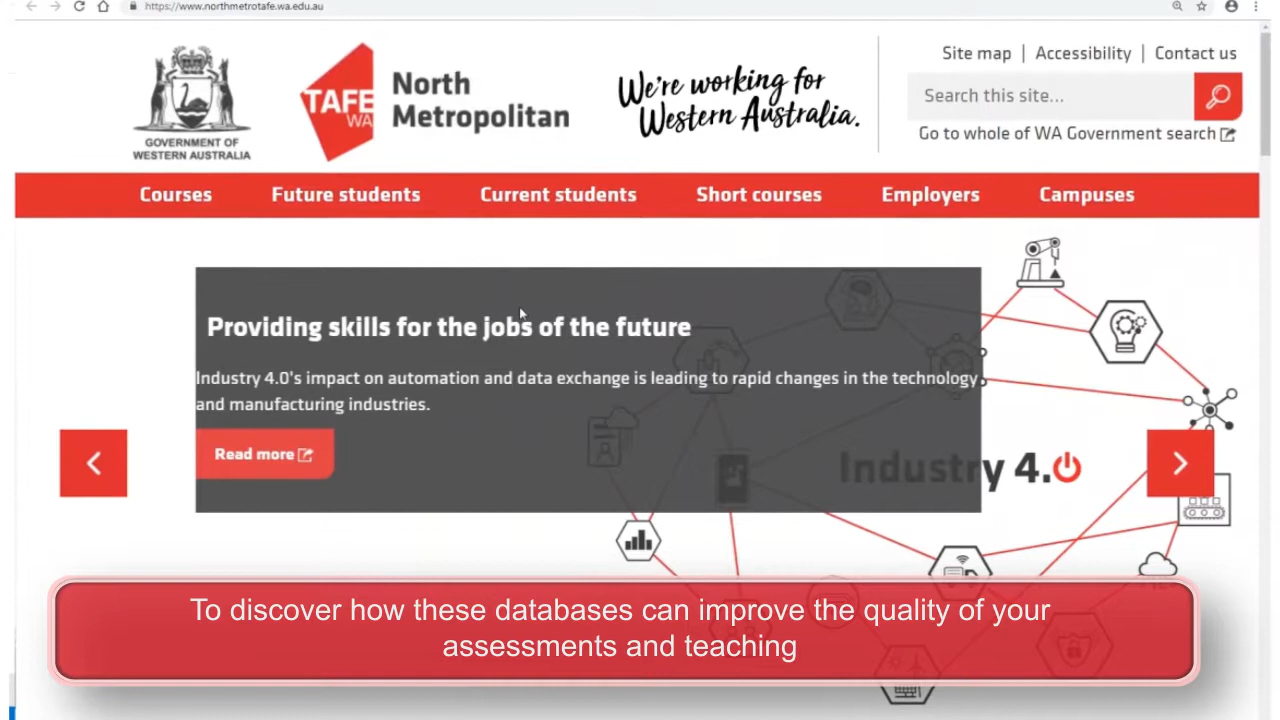 https://www.northmetrotafe.wa.edu.au
GOVERNMENT OF
WESTERN AUSTRALIA
TAFE
WA
North
Metropolitan
We're working for
Western Australia.
Site map | Accessibility | Contact us
Search this site...
Go to whole of WA Government search
Courses
Future students
Current students
Short courses
Employers
Campuses
Providing skills for the jobs of the future
Industry 4.0's impact on automation and data exchange is leading to rapid changes in the technology
and manufacturing industries.
Read more
Industry 4.0
To discover how these databases can improve the quality of your
assessments and teaching